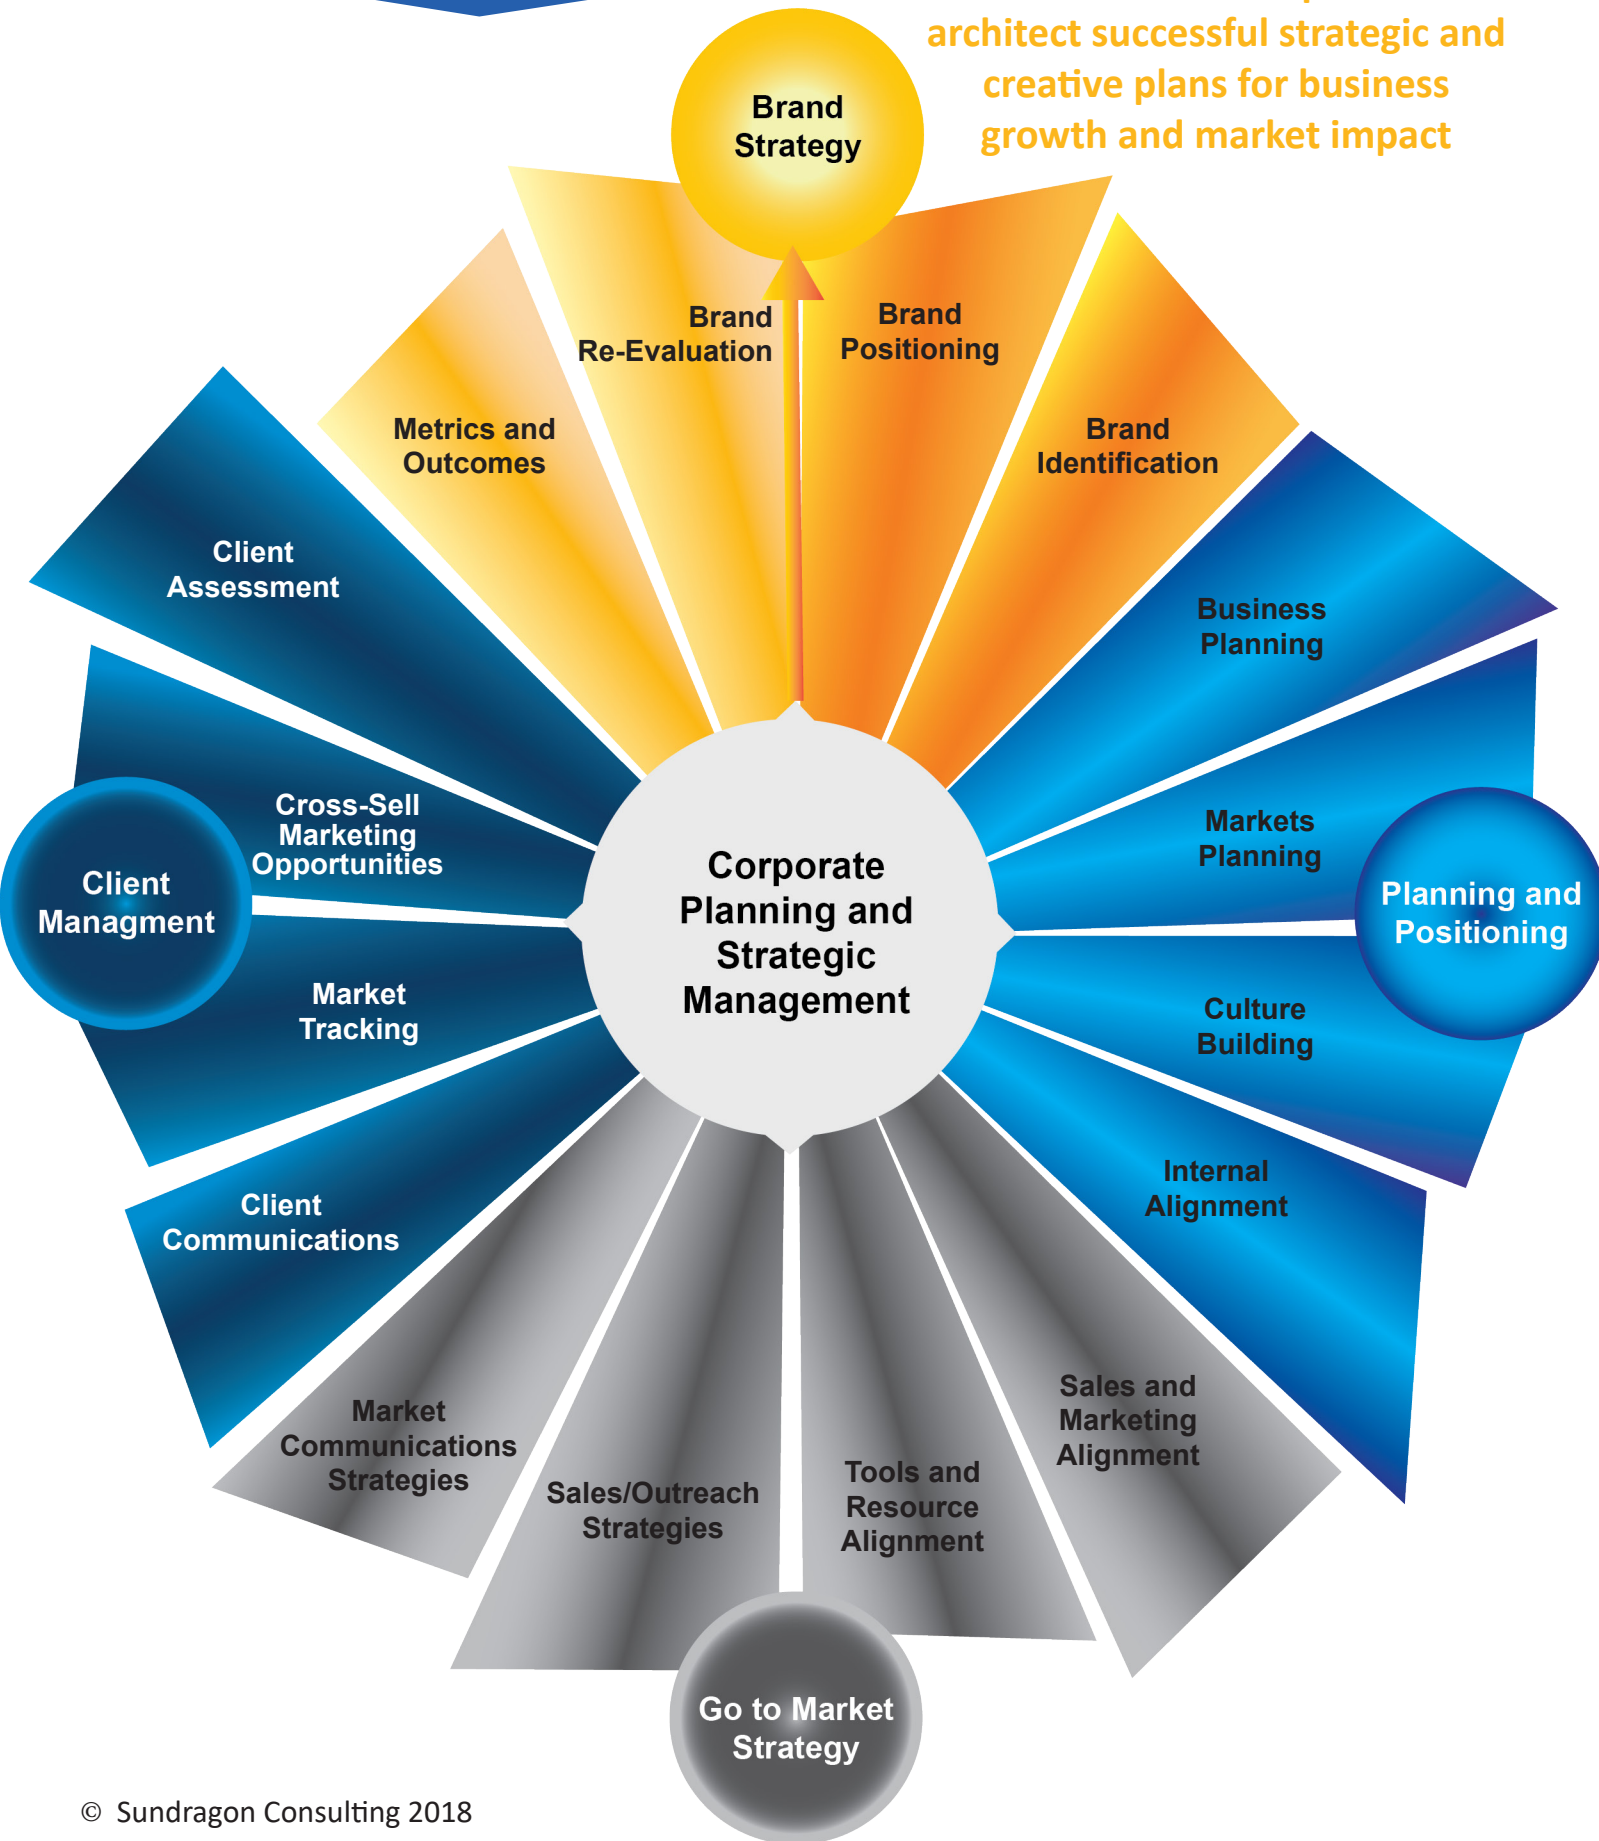 architect successful strategic and
creative plans for business
growth and market impact
Brand
Strategy
Brand
Re-Evaluation
Brand
Positioning
Metrics and
Outcomes
Brand
Identification
Client
Assessment
Business
Planning
Cross-Sell
Marketing
Opportunities
Markets
Planning
Client
Managment
Corporate
Planning and
Strategic
Management
Planning and
Positioning
Market
Tracking
Culture
Building
Client
Communications
Internal
Alignment
Market
Communications
Strategies
Sales/Outreach
Strategies
Tools and
Resource
Alignment
Sales and
Marketing
Alignment
Go to Market
Strategy
© Sundragon Consulting 2018